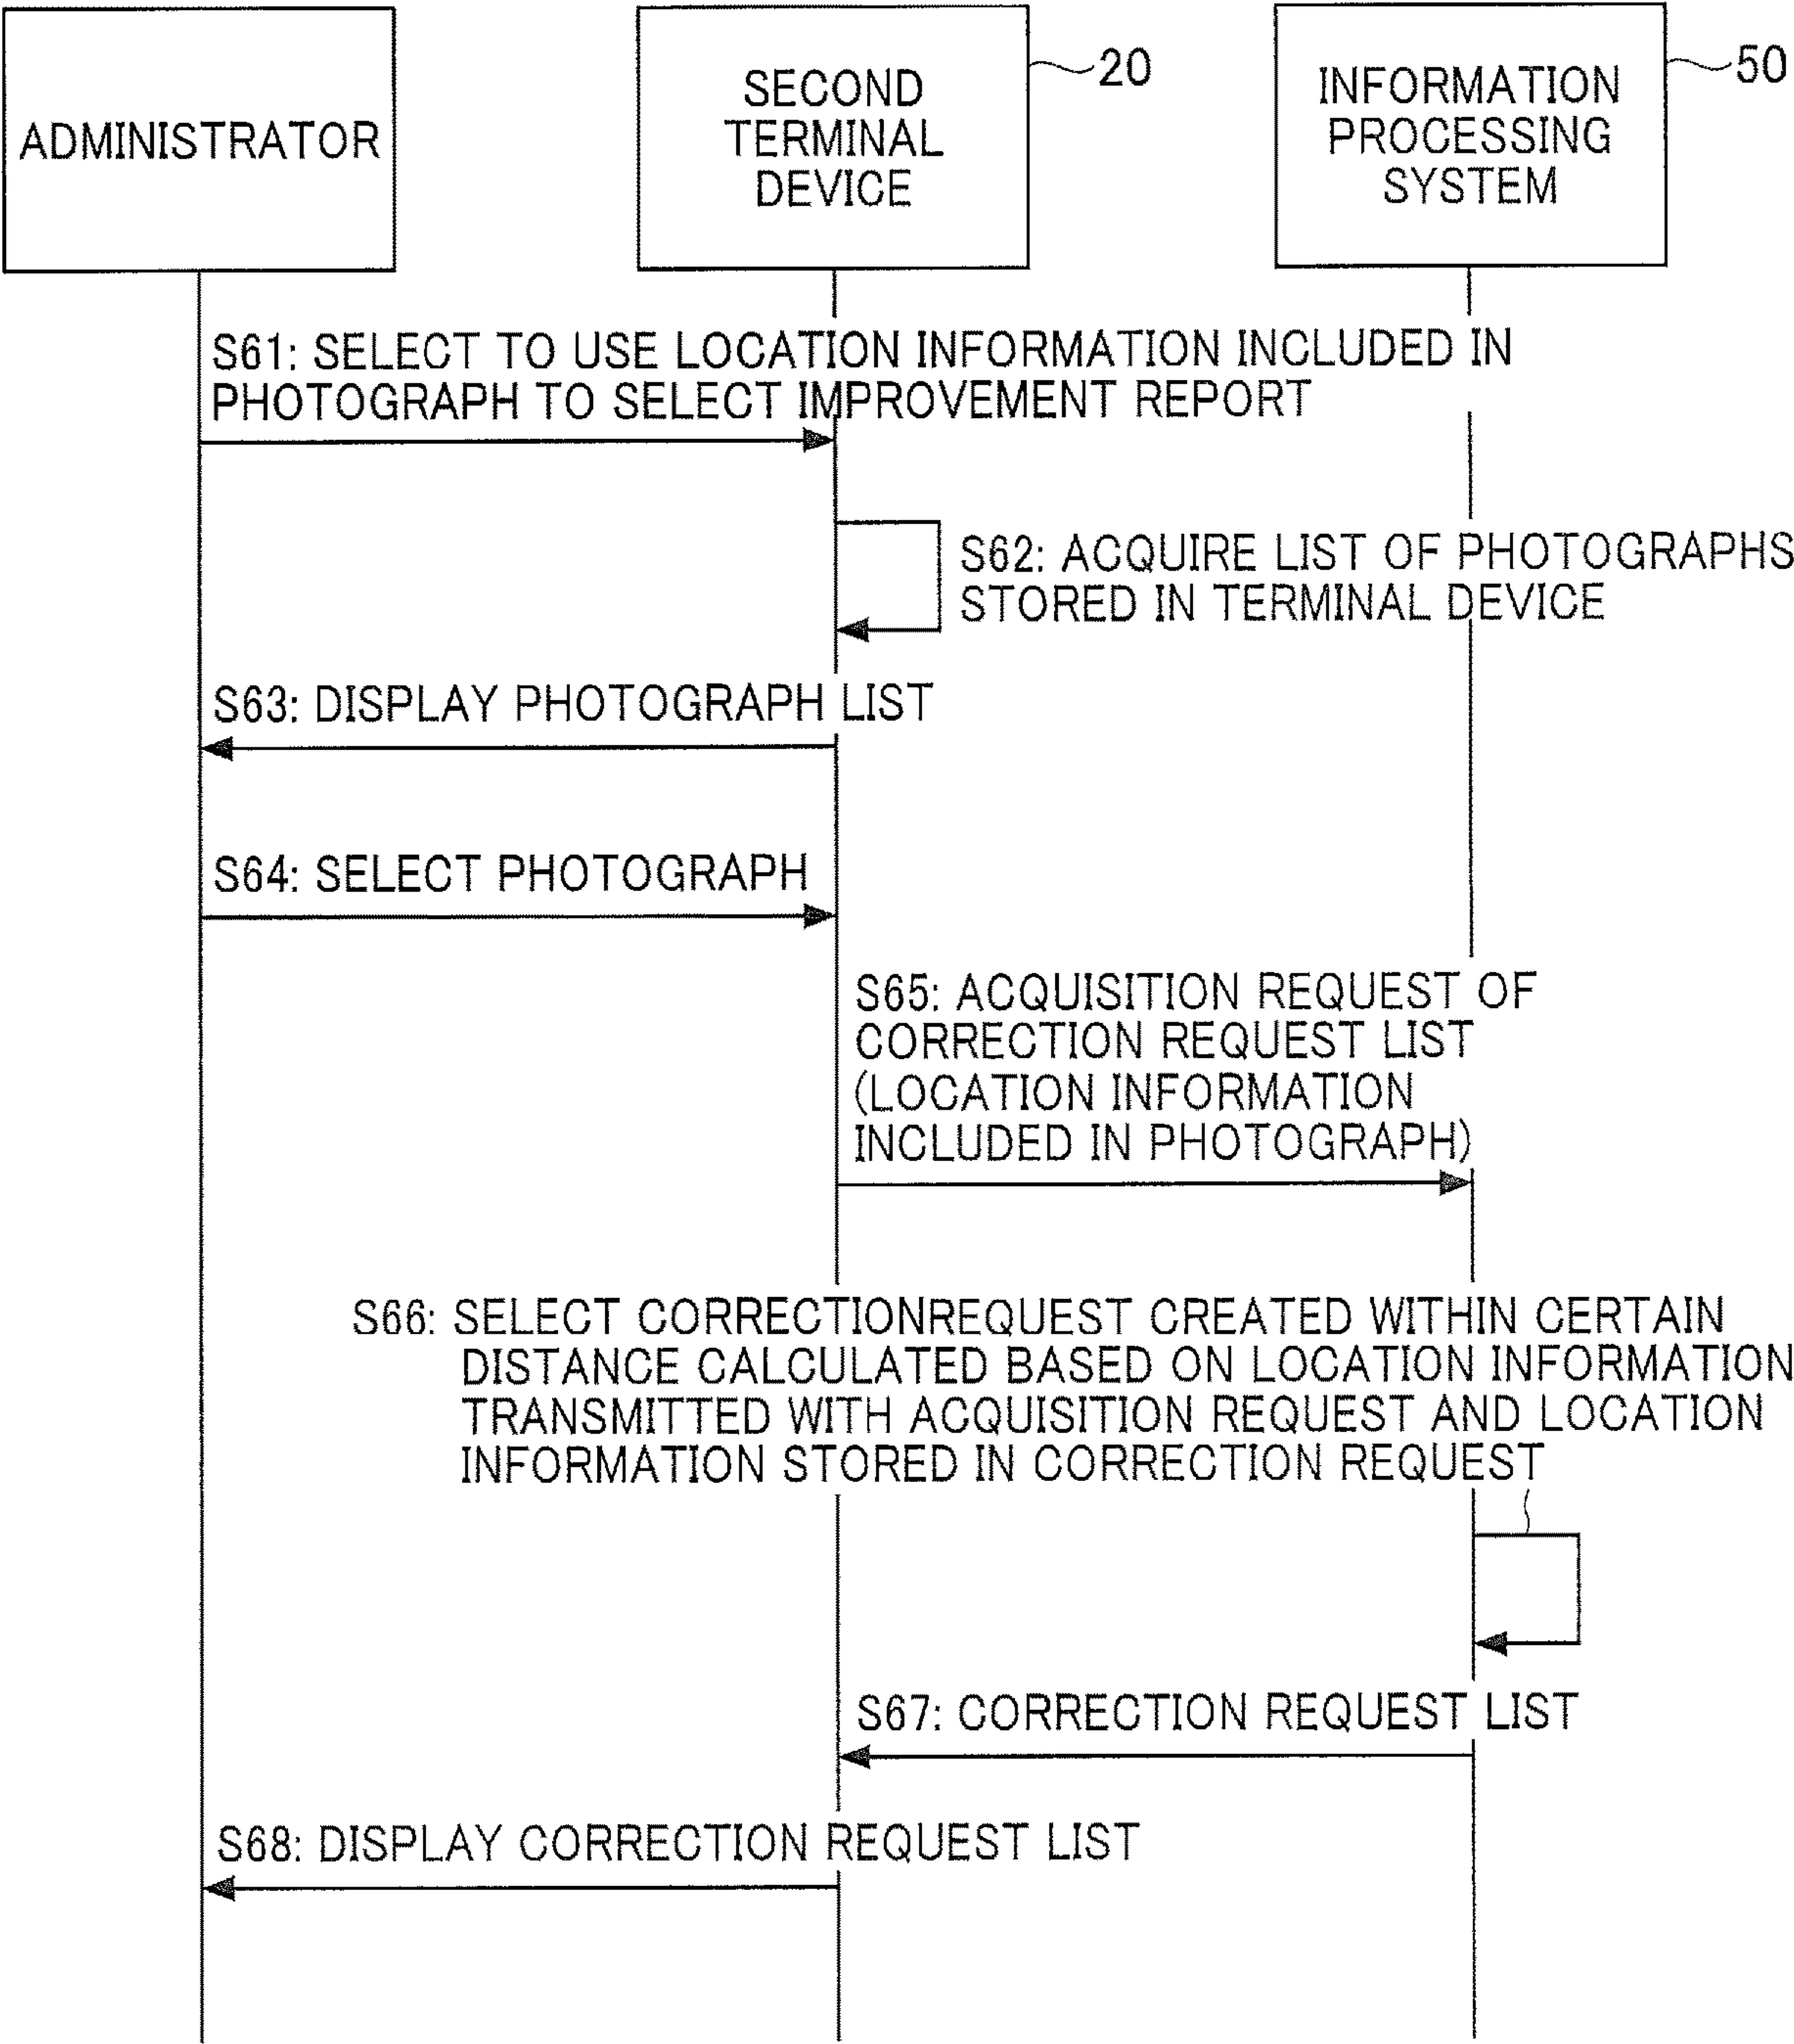 ADMINISTRATOR
SECOND
TERMINAL
DEVICE
20
INFORMATION
PROCESSING
SYSTEM
50
S61: SELECT TO USE LOCATION INFORMATION INCLUDED IN
PHOTOGRAPH TO SELECT IMPROVEMENT REPORT
S62: ACQUIRE LIST OF PHOTOGRAPHS
STORED IN TERMINAL DEVICE
S63: DISPLAY PHOTOGRAPH LIST
S64: SELECT PHOTOGRAPH
S65: ACQUISITION REQUEST OF
CORRECTION REQUEST LIST
(LOCATION INFORMATION
INCLUDED IN PHOTOGRAPH)
S66: SELECT CORRECTIONREQUEST CREATED WITHIN CERTAIN
DISTANCE CALCULATED BASED ON LOCATION INFORMATION
TRANSMITTED WITH ACQUISITION REQUEST AND LOCATION
INFORMATION STORED IN CORRECTION REQUEST
S67: CORRECTION REQUEST LIST
S68: DISPLAY CORRECTION REQUEST LIST